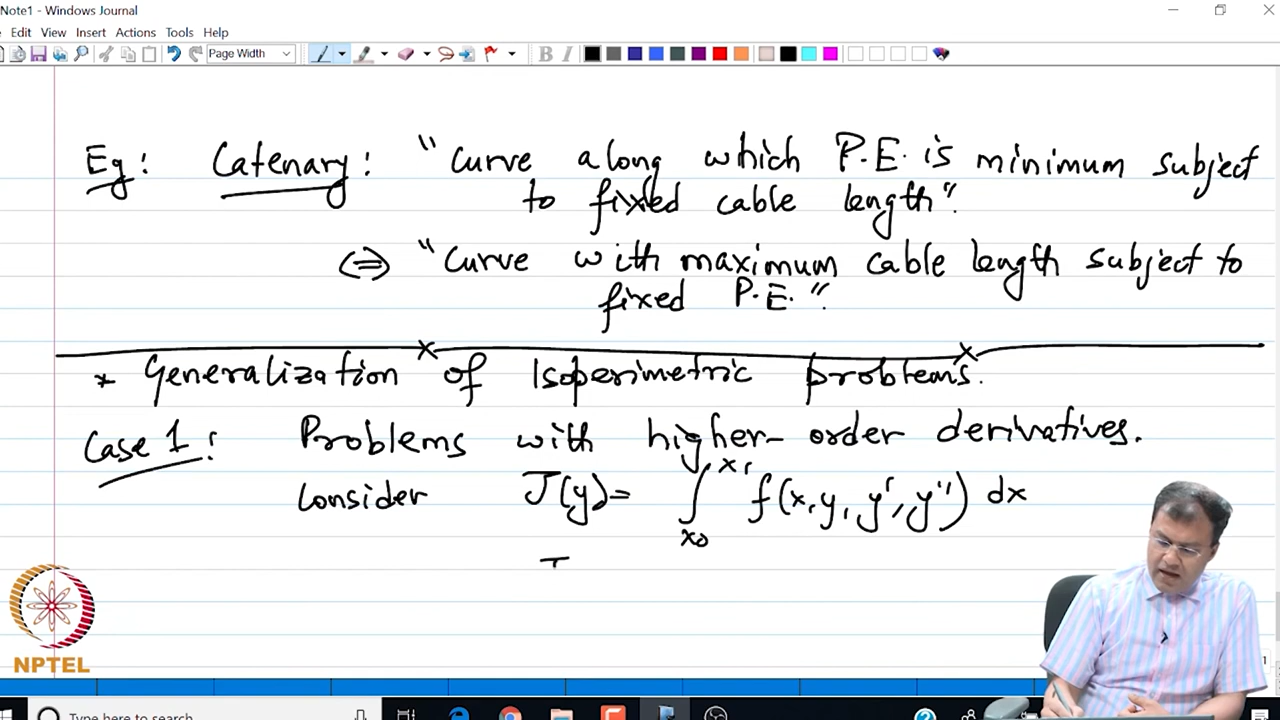 Note1 - Windows Journal
Edit View Insert Actions Tools Help
Page Width B I
Eg: Catenary: "Curve along which P.E. is minimum subject
to fixed cable length".
⇔ "Curve with maximum cable length subject to
fixed P.E."
* Generalization of Isoperimetric problems.
Case 1: Problems with higher-order derivatives.
Consider J(y) = ∫ₓ₀ˣ¹ f(x, y, y', y'') dx
NPTEL
Type here to search